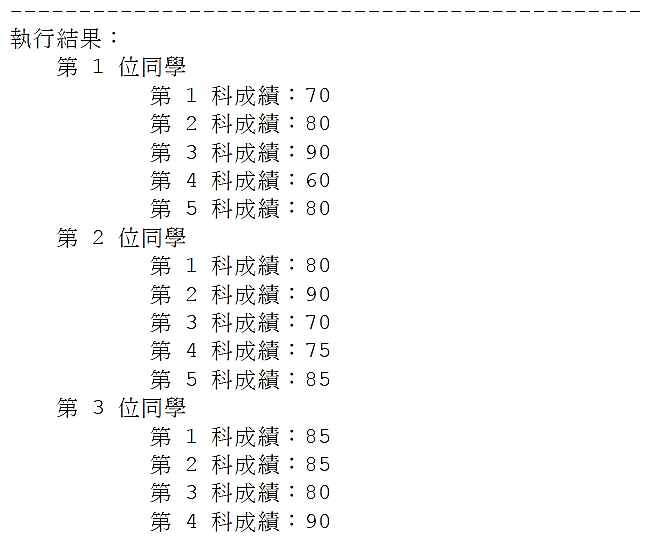 執行結果：
第 1 位同學
第 1 科成績：70
第 2 科成績：80
第 3 科成績：90
第 4 科成績：60
第 5 科成績：80
第 2 位同學
第 1 科成績：80
第 2 科成績：90
第 3 科成績：70
第 4 科成績：75
第 5 科成績：85
第 3 位同學
第 1 科成績：85
第 2 科成績：85
第 3 科成績：80
第 4 科成績：90